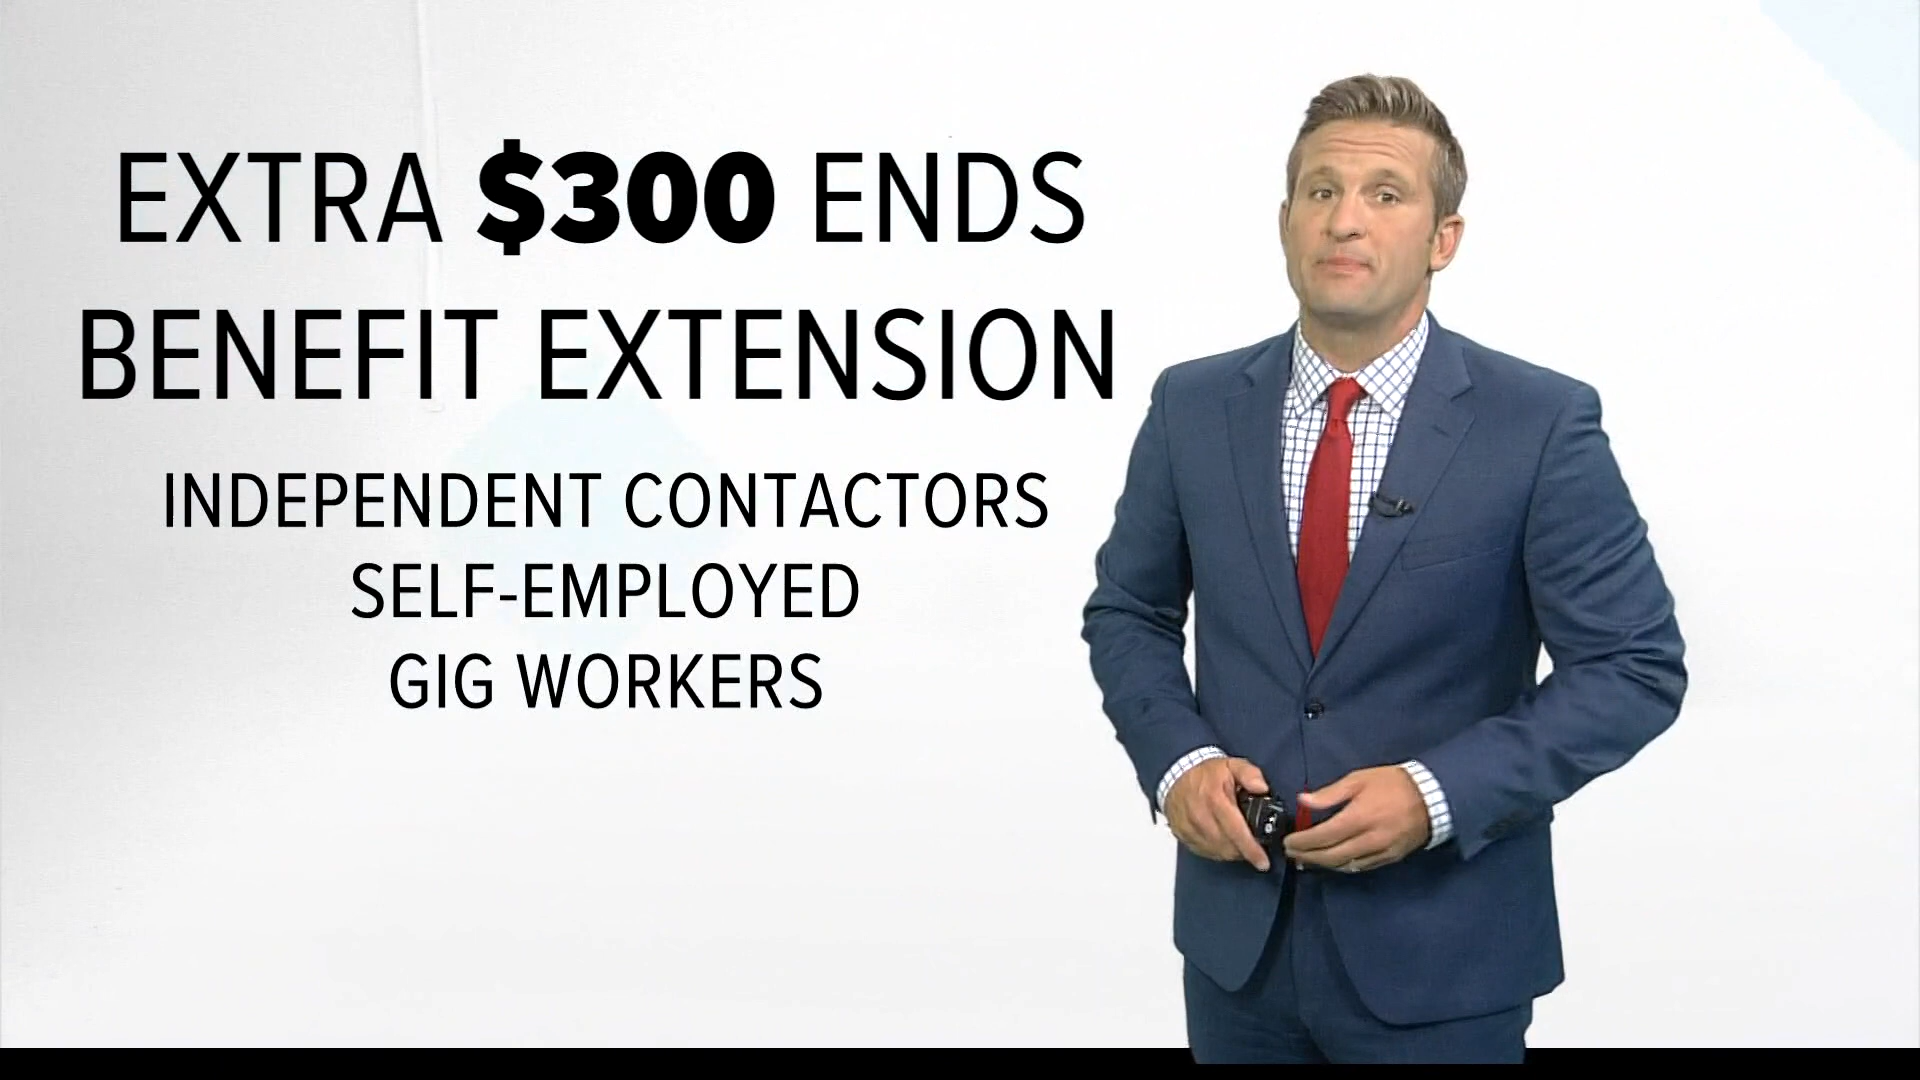 EXTRA $300 ENDS
BENEFIT EXTENSION
INDEPENDENT CONTACTORS
SELF-EMPLOYED
GIG WORKERS